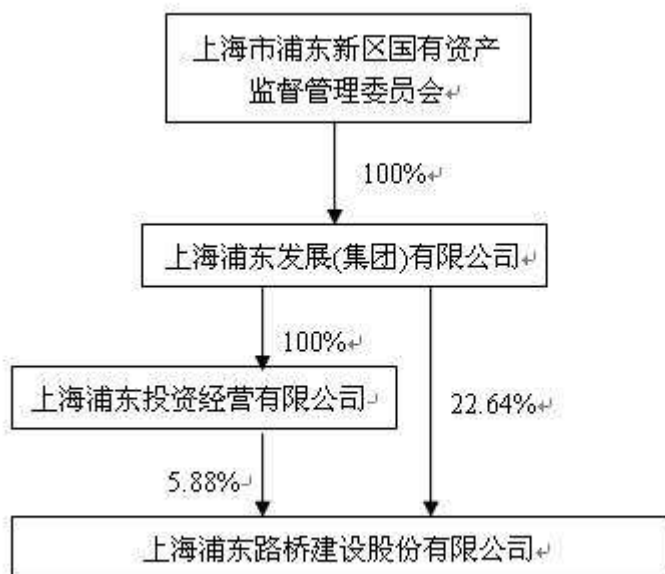 上海市浦东新区国有资产
监督管理委员会
100%
上海浦东发展(集团)有限公司
100%
上海浦东投资经营有限公司
22.64%
5.88%
上海浦东路桥建设股份有限公司